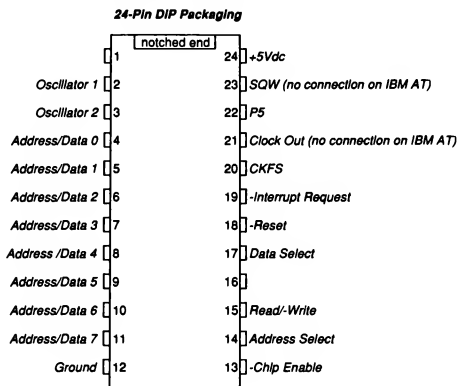 24-Pin DIP Packaging
notched end
1 24 +5Vdc
Oscillator 1 2 23 SQW (no connection on IBM AT)
Oscillator 2 3 22 P5
Address/Data 0 4 21 Clock Out (no connection on IBM AT)
Address/Data 1 5 20 CKFS
Address/Data 2 6 19 -Interrupt Request
Address/Data 3 7 18 -Reset
Address /Data 4 8 17 Data Select
Address/Data 5 9 16
Address/Data 6 10 15 Read/-Write
Address/Data 7 11 14 Address Select
Ground 12 13 -Chip Enable